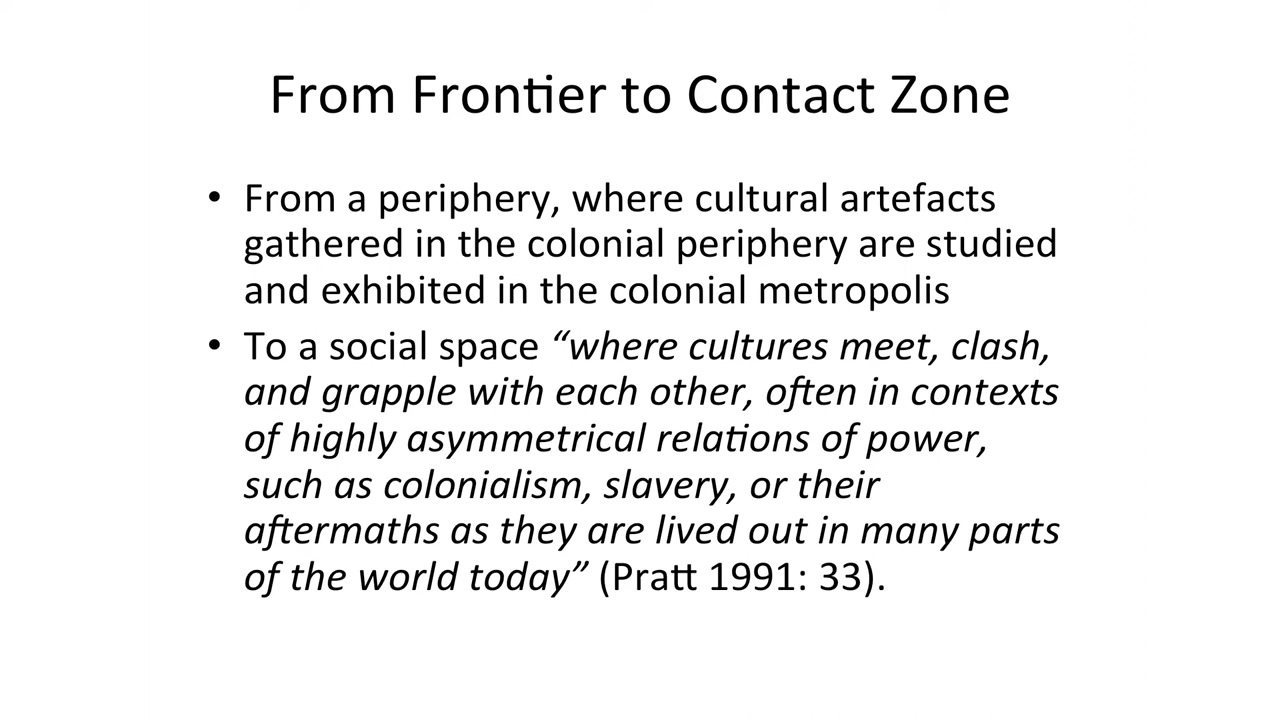 From Frontier to Contact Zone
• From a periphery, where cultural artefacts
gathered in the colonial periphery are studied
and exhibited in the colonial metropolis
• To a social space “where cultures meet, clash,
and grapple with each other, often in contexts
of highly asymmetrical relations of power,
such as colonialism, slavery, or their
aftermaths as they are lived out in many parts
of the world today” (Pratt 1991: 33).